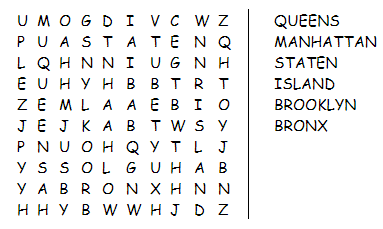 U M O G D I V C W Z QUEENS
P U A S T A T E N Q MANHATTAN
L Q H N N I U G N H STATEN
E U H Y H B B T R T ISLAND
Z E M L A A E B I O BROOKLYN
J E J K A B T W S Y BRONX
P N U O H Q Y T L J
Y S S O L G U H A B
Y A B R O N X H N N
H H Y B W W H J D Z